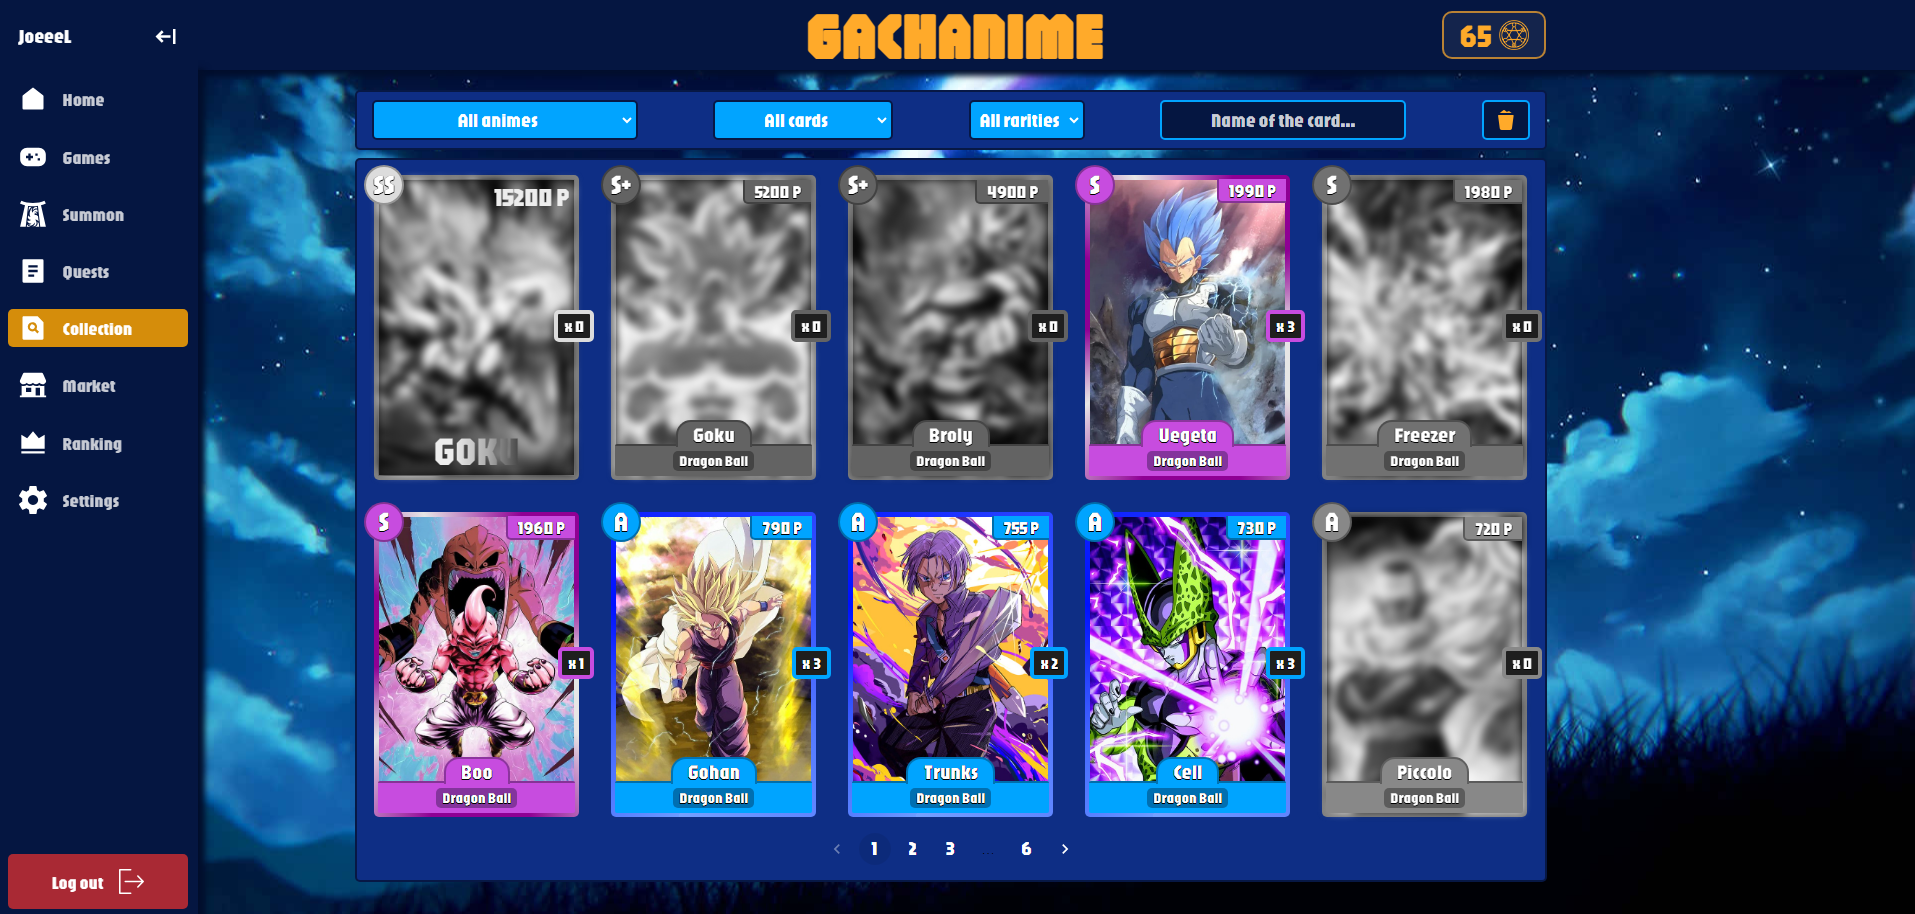 JoeeeL
GACHANIME
65
Home
Games
Summon
Quests
Collection
Market
Ranking
Settings
Log out
All animes
All cards
All rarities
Name of the card...
SS
15200 P
x0
GOKU
S+
5200 P
x0
Goku
Dragon Ball
S+
4900 P
x0
Broly
Dragon Ball
S
1990 P
x3
Vegeta
Dragon Ball
S
1980 P
x0
Freezer
Dragon Ball
S
1960 P
x1
Boo
Dragon Ball
A
790 P
x3
Gohan
Dragon Ball
A
755 P
x2
Trunks
Dragon Ball
A
730 P
x3
Cell
Dragon Ball
A
720 P
x0
Piccolo
Dragon Ball
< 1 2 3 ... 6 >